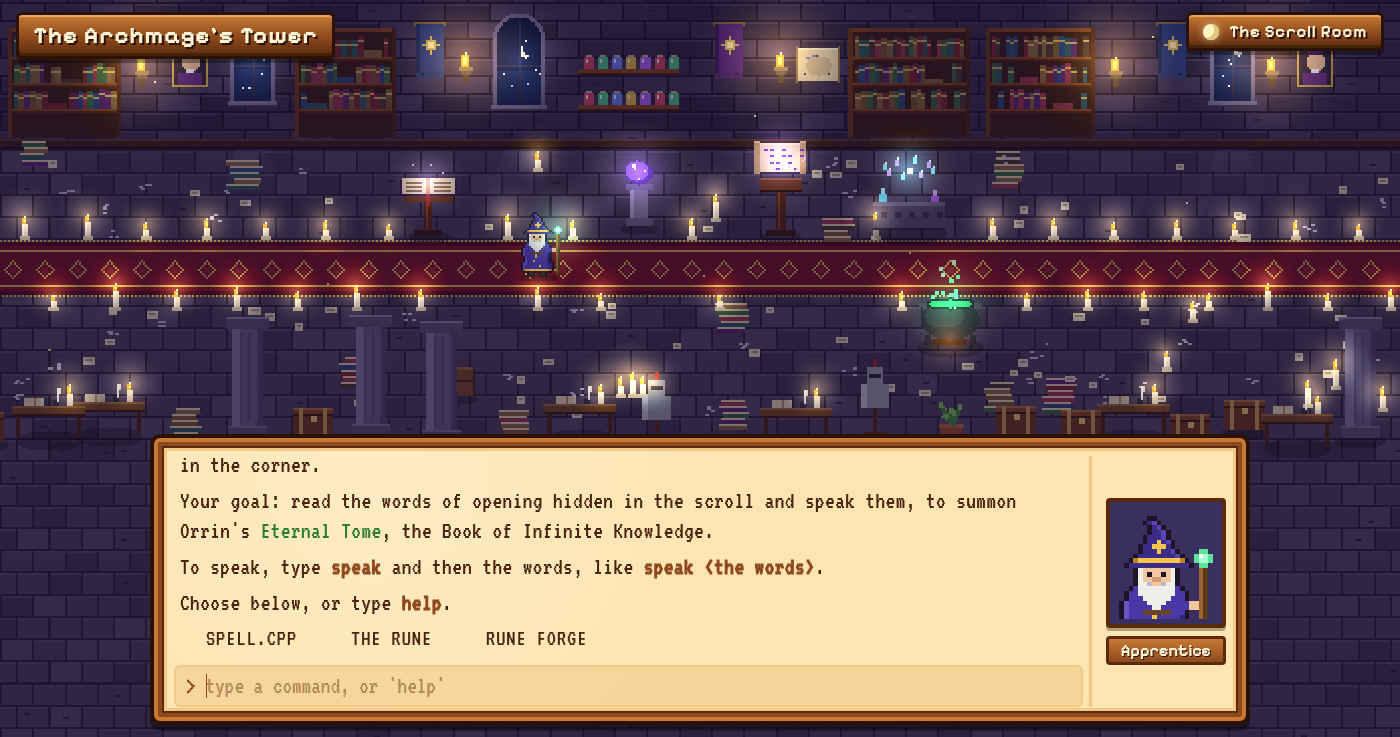 The Archmage's Tower
The Scroll Room
in the corner.
Your goal: read the words of opening hidden in the scroll and speak them, to summon
Orrin's Eternal Tome, the Book of Infinite Knowledge.
To speak, type speak and then the words, like speak <the words>.
Choose below, or type help.
SPELL.CPP THE RUNE RUNE FORGE
> type a command, or 'help'
Apprentice